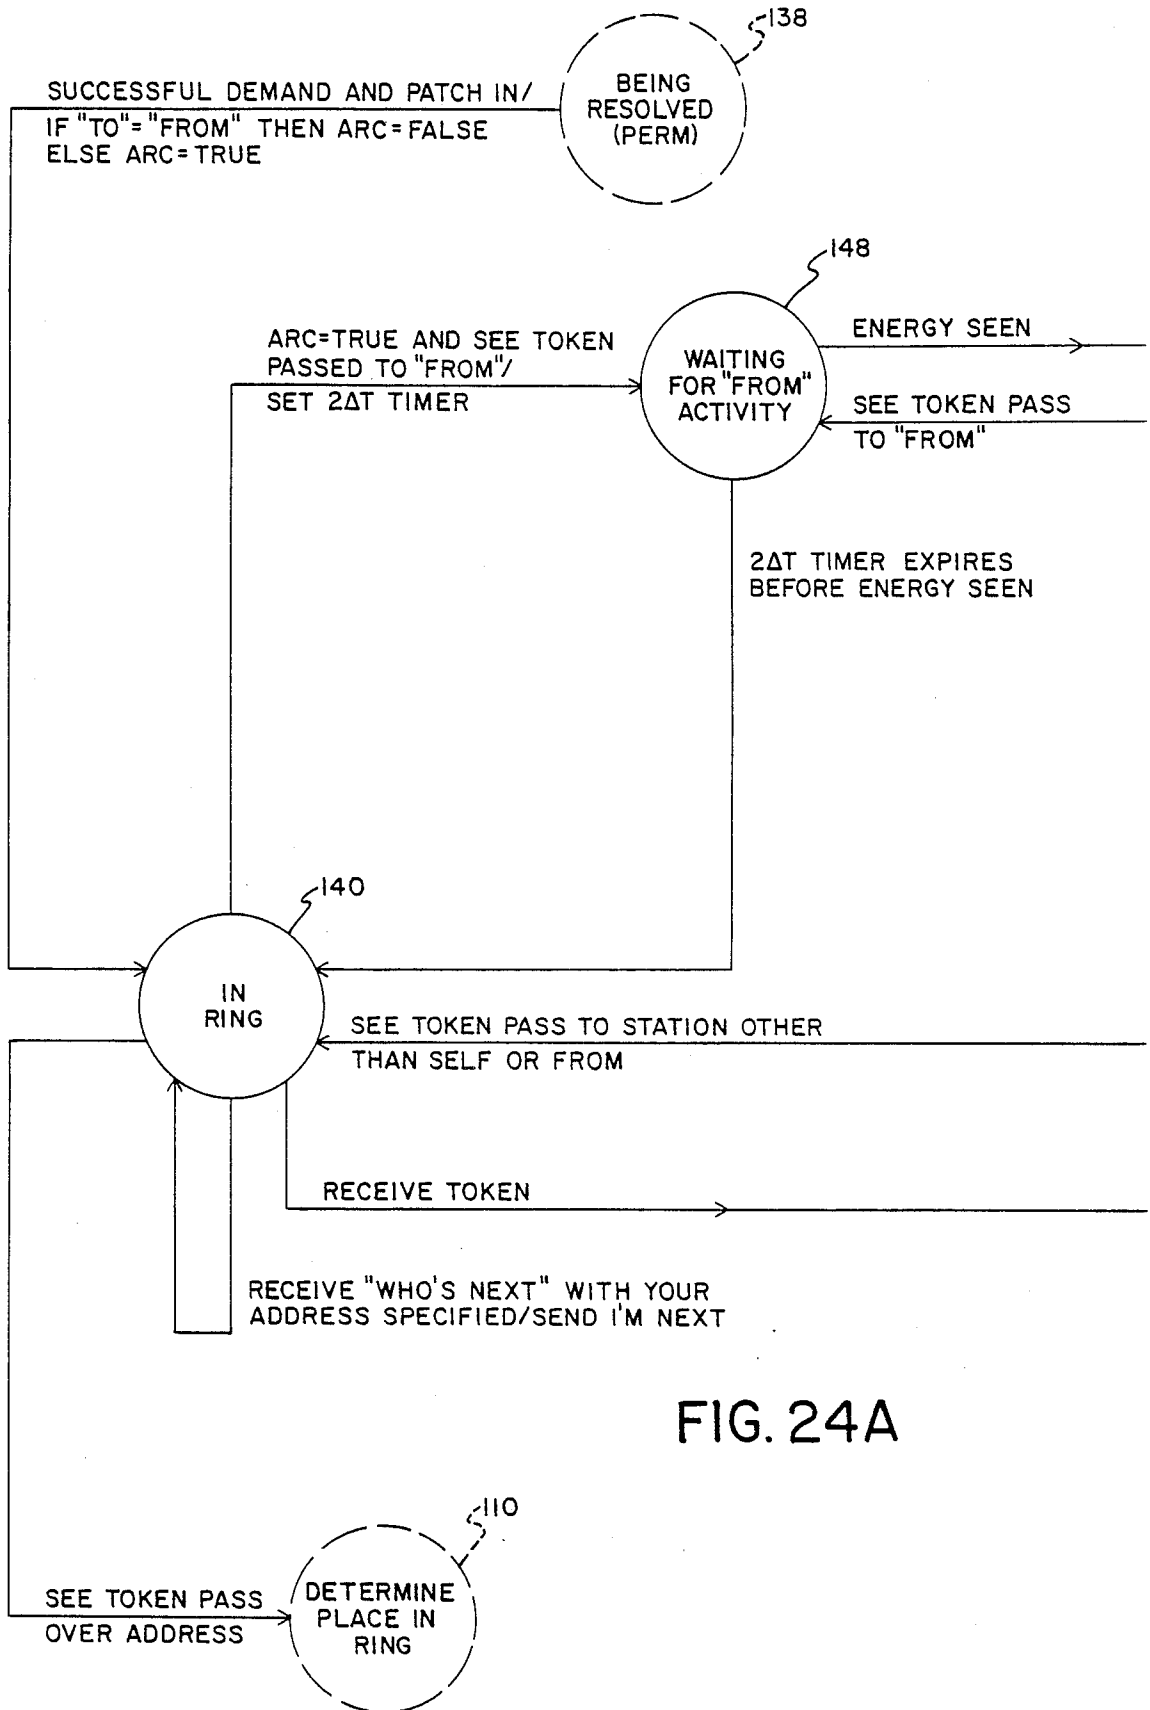 138
BEING
RESOLVED
(PERM)
SUCCESSFUL DEMAND AND PATCH IN/
IF "TO"="FROM" THEN ARC=FALSE
ELSE ARC=TRUE
148
WAITING
FOR "FROM"
ACTIVITY
ENERGY SEEN
SEE TOKEN PASS
TO "FROM"
ARC=TRUE AND SEE TOKEN
PASSED TO "FROM"/
SET 2ΔT TIMER
2ΔT TIMER EXPIRES
BEFORE ENERGY SEEN
140
IN
RING
SEE TOKEN PASS TO STATION OTHER
THAN SELF OR FROM
RECEIVE TOKEN
RECEIVE "WHO'S NEXT" WITH YOUR
ADDRESS SPECIFIED/SEND I'M NEXT
FIG. 24A
110
DETERMINE
PLACE IN
RING
SEE TOKEN PASS
OVER ADDRESS